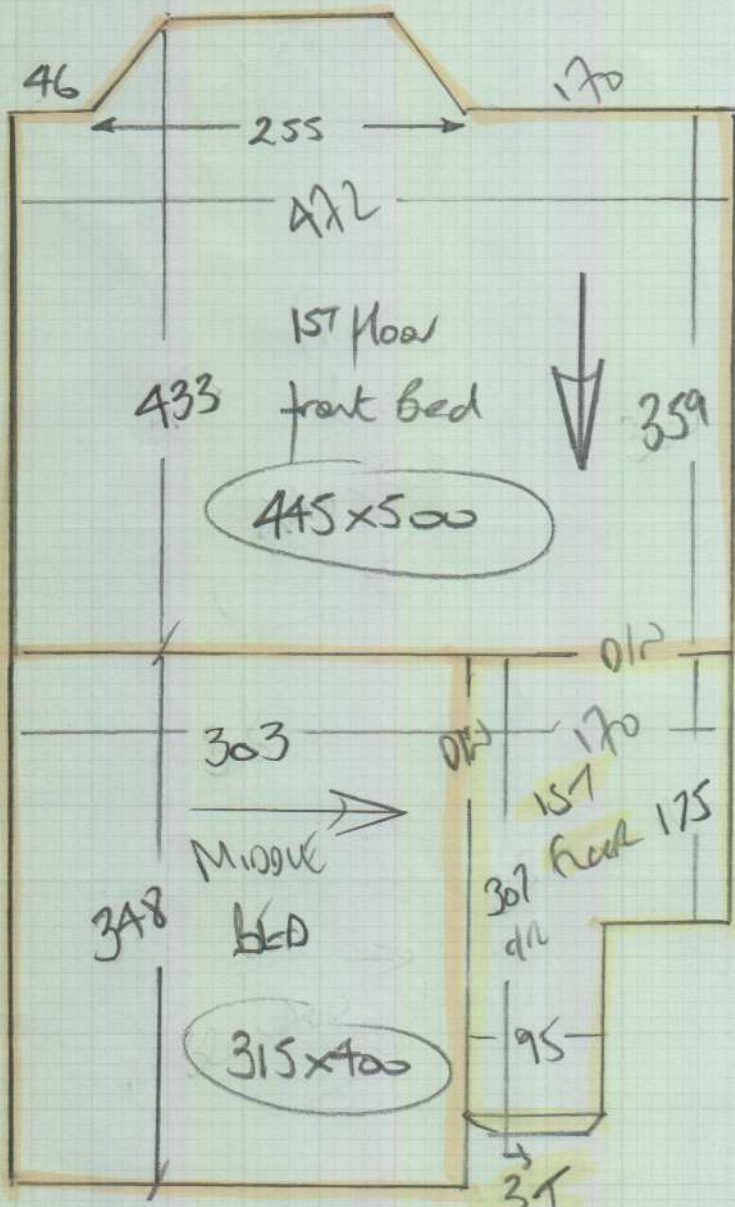 46
170
255
472
1ST floor
front Bed
433
359
445x500
D/W
303
170
D/W
1ST
floor
175
MIDDLE
BED
348
307
95
315x400
3T